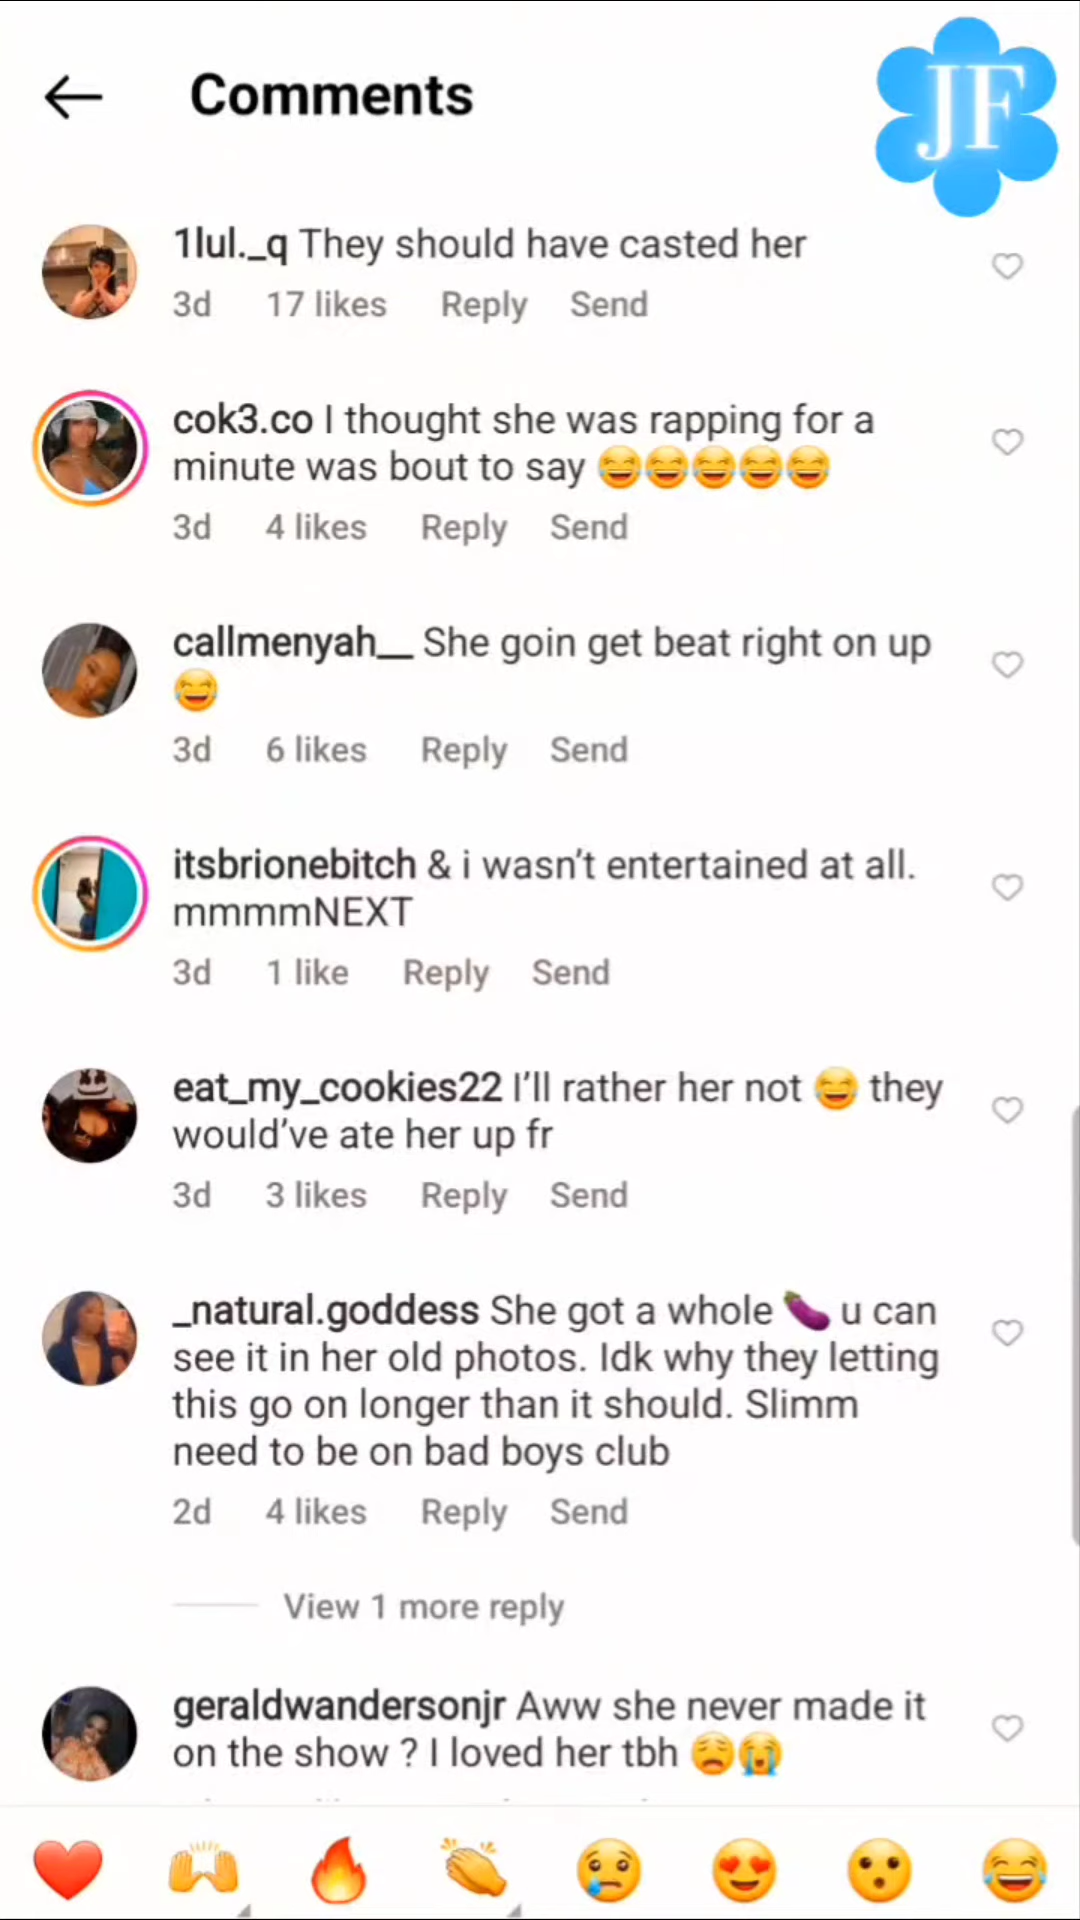 Comments
JF
1lul._q They should have casted her
3d 17 likes Reply Send
cok3.co I thought she was rapping for a
minute was bout to say 😂😂😂😂😂
3d 4 likes Reply Send
callmenyah__ She goin get beat right on up
😂
3d 6 likes Reply Send
itsbrionebitch & i wasn’t entertained at all.
mmmmNEXT
3d 1 like Reply Send
eat_my_cookies22 I’ll rather her not 😂 they
would’ve ate her up fr
3d 3 likes Reply Send
_natural.goddess She got a whole 🍆 u can
see it in her old photos. Idk why they letting
this go on longer than it should. Slimm
need to be on bad boys club
2d 4 likes Reply Send
View 1 more reply
geraldwandersonjr Aww she never made it
on the show ? I loved her tbh 😩😭